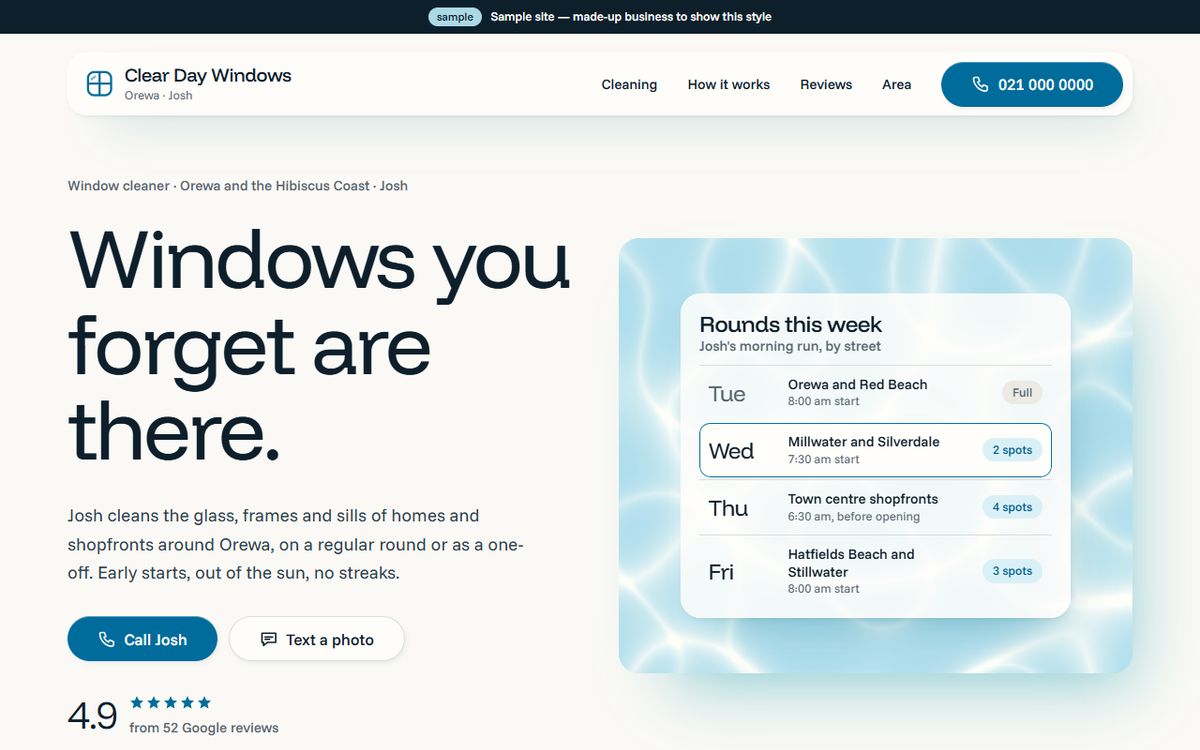 sample Sample site — made-up business to show this style
Clear Day Windows
Orewa · Josh
Cleaning How it works Reviews Area 021 000 0000
Window cleaner · Orewa and the Hibiscus Coast · Josh
Windows you
forget are
there.
Josh cleans the glass, frames and sills of homes and
shopfronts around Orewa, on a regular round or as a one-
off. Early starts, out of the sun, no streaks.
Call Josh Text a photo
4.9
from 52 Google reviews
Rounds this week
Josh's morning run, by street
Tue Orewa and Red Beach Full
8:00 am start
Wed Millwater and Silverdale 2 spots
7:30 am start
Thu Town centre shopfronts 4 spots
6:30 am, before opening
Fri Hatfields Beach and
Stillwater 3 spots
8:00 am start